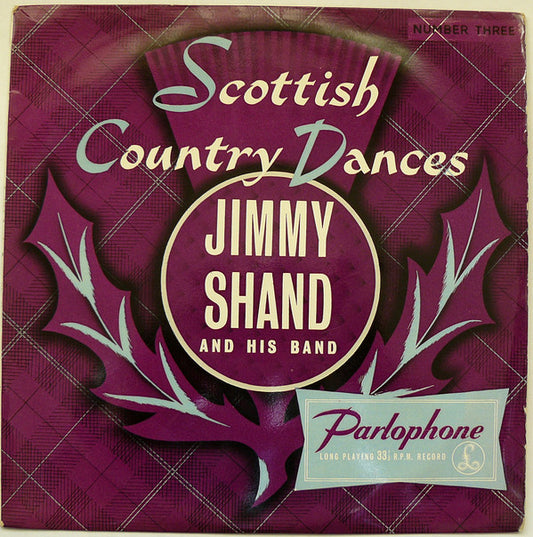 NUMBER THREE
Scottish
Country Dances
JIMMY
SHAND
AND HIS BAND
Parlophone
LONG PLAYING 33⅓ R.P.M. RECORD
£